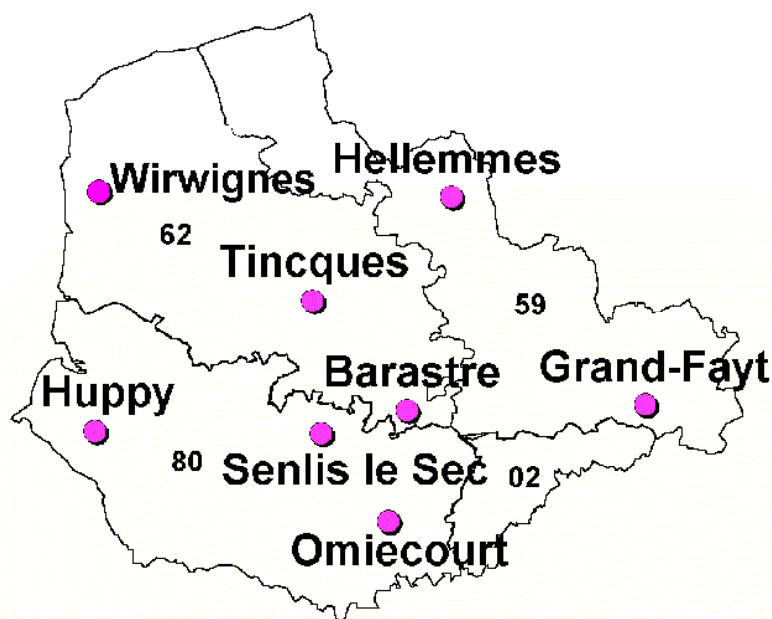 Hellemmes
Wirwignes
62
Tincques
59
Barastre
Grand-Fayt
Huppy
80
Senlis le Sec
02
Omiecourt